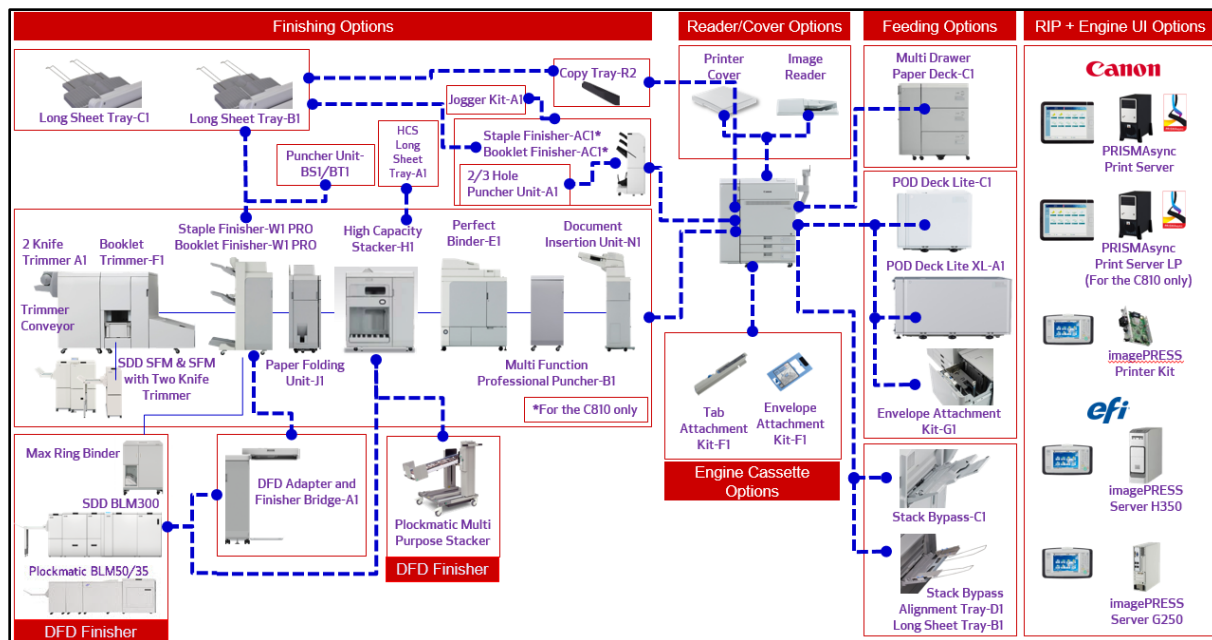 Finishing Options
Reader/Cover Options
Feeding Options
RIP + Engine UI Options
Long Sheet Tray-C1
Long Sheet Tray-B1
Copy Tray-R2
Jogger Kit-A1
HCS
Long
Sheet
Tray-A1
Staple Finisher-AC1*
Booklet Finisher-AC1*
2/3 Hole
Puncher Unit-A1
Puncher Unit-
BS1/BT1
Printer
Cover
Image
Reader
Multi Drawer
Paper Deck-C1
Canon
PRISMAsync
Print Server
2 Knife
Trimmer A1
Booklet
Trimmer-F1
Staple Finisher-W1 PRO
Booklet Finisher-W1 PRO
High Capacity
Stacker-H1
Perfect
Binder-E1
Document
Insertion Unit-N1
Trimmer
Conveyor
SDD SFM & SFM
with Two Knife
Trimmer
Paper Folding
Unit-J1
Multi Function
Professional Puncher-B1
*For the C810 only
POD Deck Lite-C1
POD Deck Lite XL-A1
Envelope Attachment
Kit-G1
PRISMAsync
Print Server LP
(For the C810 only)
imagePRESS
Printer Kit
Tab
Attachment
Kit-F1
Envelope
Attachment
Kit-F1
Engine Cassette
Options
efi
imagePRESS
Server H350
Max Ring Binder
SDD BLM300
Plockmatic BLM50/35
DFD Finisher
DFD Adapter and
Finisher Bridge-A1
Plockmatic Multi
Purpose Stacker
DFD Finisher
Stack Bypass-C1
Stack Bypass
Alignment Tray-D1
Long Sheet Tray-B1
imagePRESS
Server G250